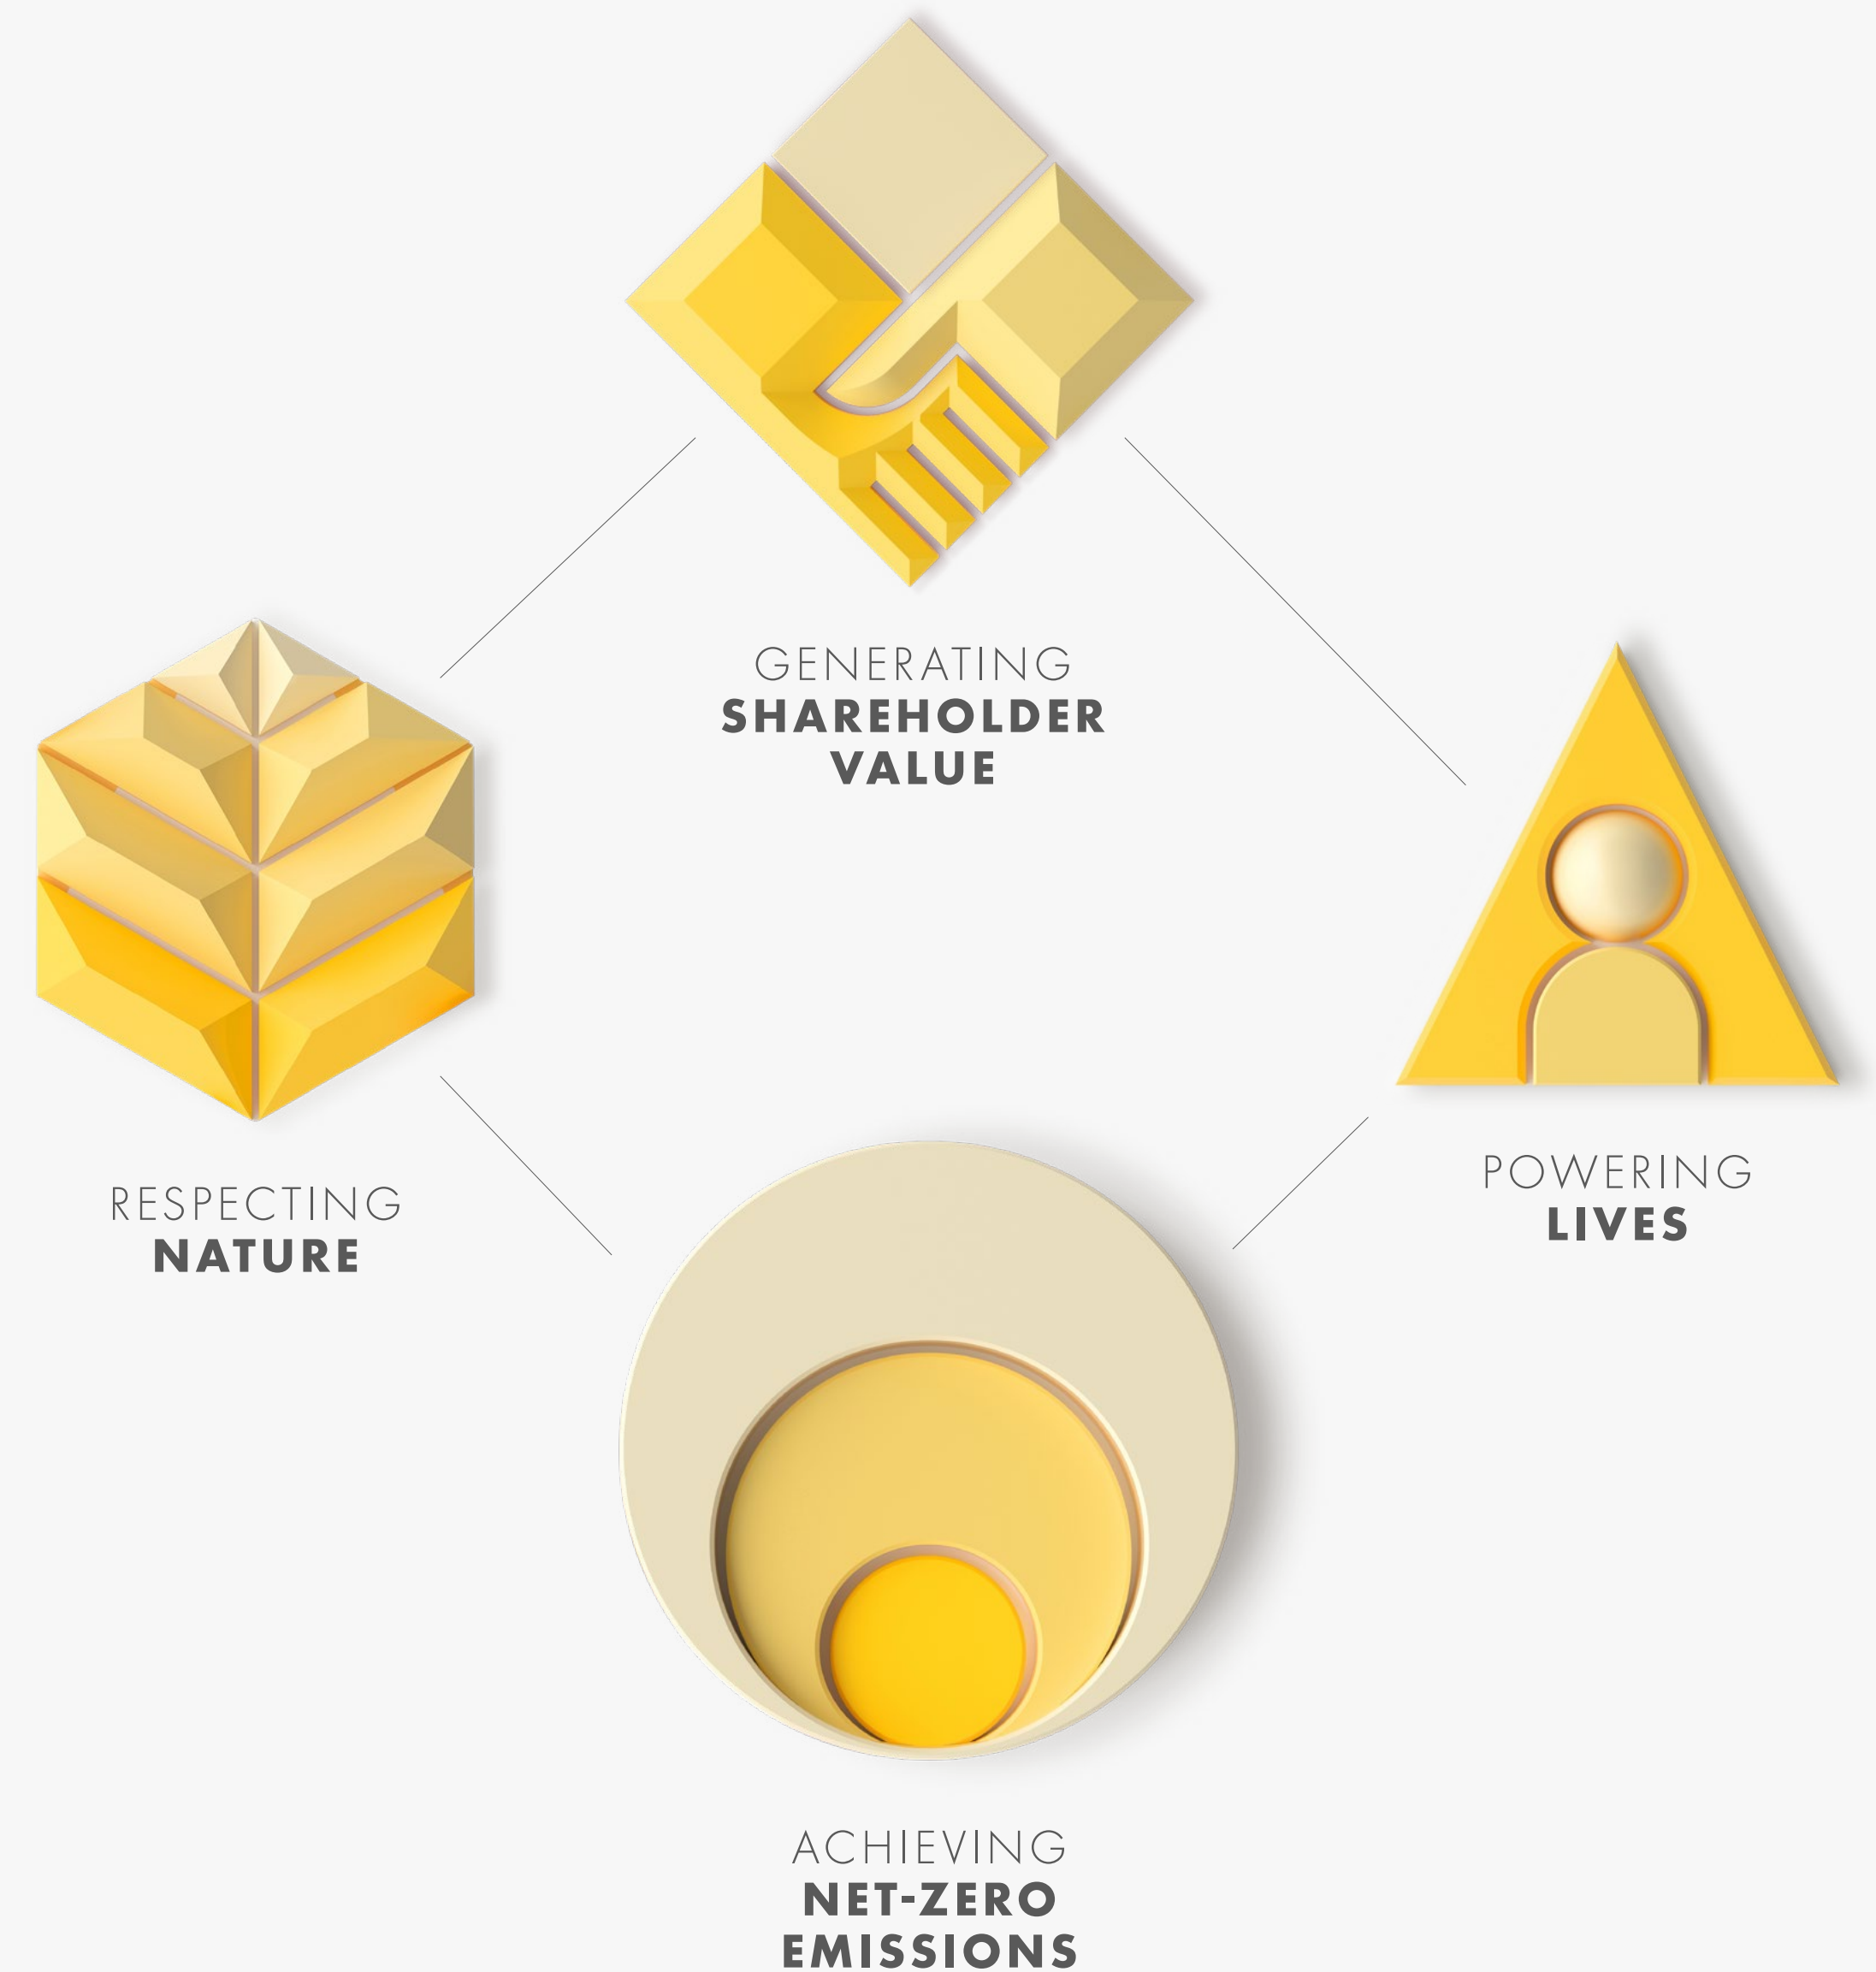 GENERATING
SHAREHOLDER
VALUE
RESPECTING
NATURE
POWERING
LIVES
ACHIEVING
NET-ZERO
EMISSIONS